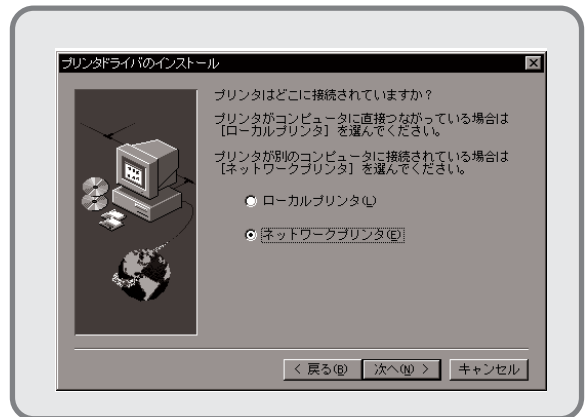 プリンタドライバのインストール
プリンタはどこに接続されていますか？
プリンタがコンピュータに直接つながっている場合は
［ローカルプリンタ］を選んでください。
プリンタが別のコンピュータに接続されている場合は
［ネットワークプリンタ］を選んでください。
ローカルプリンタ(L)
ネットワークプリンタ(E)
< 戻る(B)
次へ(N) >
キャンセル